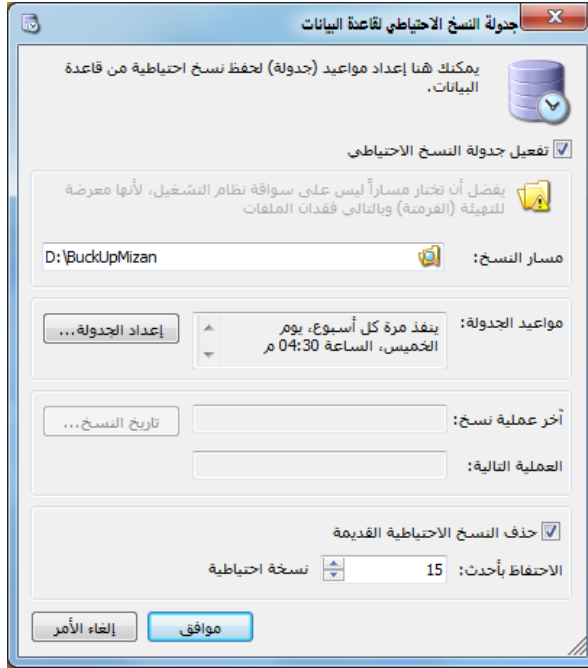 جدولة النسخ الاحتياطي لقاعدة البيانات
يمكنك هنا إعداد مواعيد (جدولة) لحفظ نسخ احتياطية من قاعدة
البيانات.
تفعيل جدولة النسخ الاحتياطي
يفضل أن تختار مساراً ليس على سواقة نظام التشغيل، لأنها معرضة
للتهيئة (الفرمتة) وبالتالي فقدان الملفات
مسار النسخ: D:\BuckUpMizan
مواعيد الجدولة: ينفذ مرة كل أسبوع، يوم
الخميس، الساعة 04:30 م
إعداد الجدولة...
آخر عملية نسخ: تاريخ النسخ...
العملية التالية:
حذف النسخ الاحتياطية القديمة
الاحتفاظ بأحدث: 15 نسخة احتياطية
موافق إلغاء الأمر